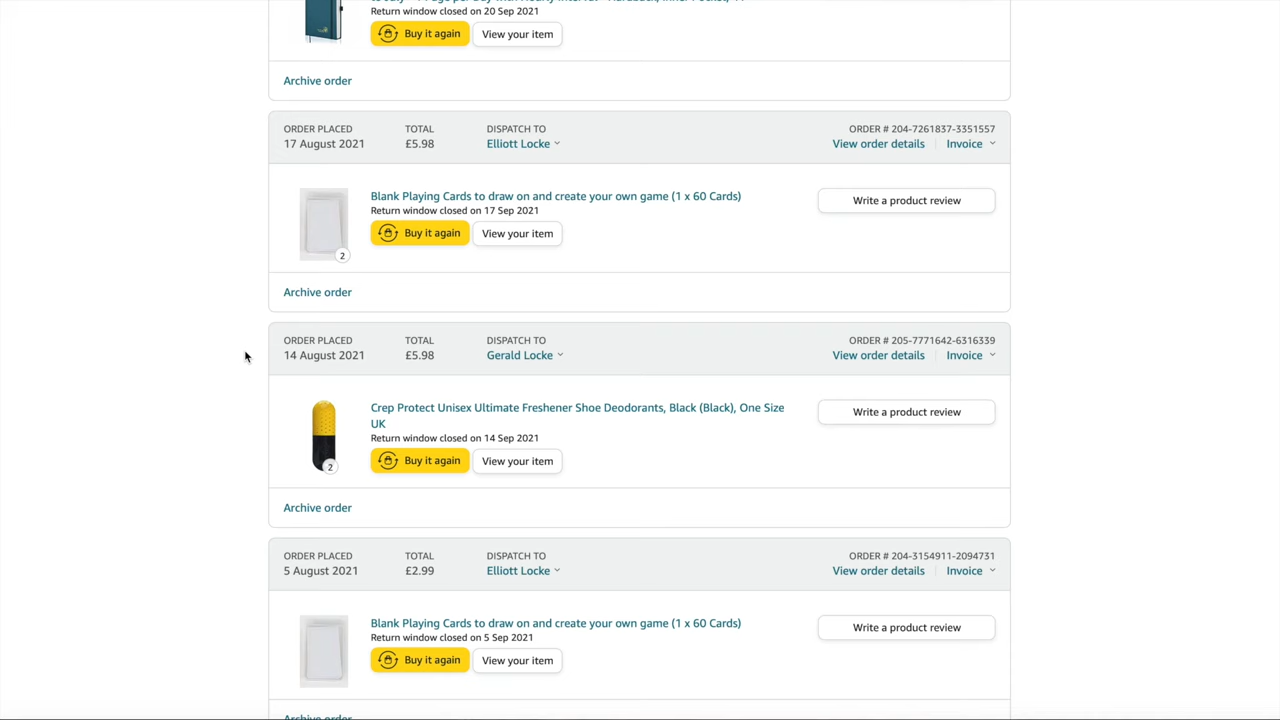 Return window closed on 20 Sep 2021
Buy it again
View your item
Archive order
ORDER PLACED
17 August 2021
TOTAL
£5.98
DISPATCH TO
Elliott Locke
ORDER # 204-7261837-3351557
View order details
Invoice
Blank Playing Cards to draw on and create your own game (1 x 60 Cards)
Return window closed on 17 Sep 2021
Buy it again
View your item
2
Write a product review
Archive order
ORDER PLACED
14 August 2021
TOTAL
£5.98
DISPATCH TO
Gerald Locke
ORDER # 205-7771642-6316339
View order details
Invoice
Crep Protect Unisex Ultimate Freshener Shoe Deodorants, Black (Black), One Size
UK
Return window closed on 14 Sep 2021
Buy it again
View your item
2
Write a product review
Archive order
ORDER PLACED
5 August 2021
TOTAL
£2.99
DISPATCH TO
Elliott Locke
ORDER # 204-3154911-2094731
View order details
Invoice
Blank Playing Cards to draw on and create your own game (1 x 60 Cards)
Return window closed on 5 Sep 2021
Buy it again
View your item
Write a product review
Archive order